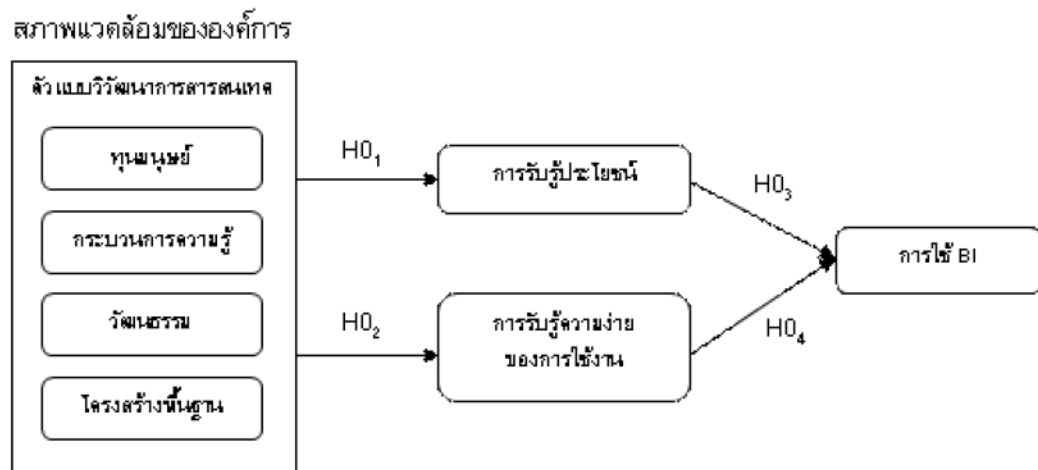 สภาพแวดล้อมขององค์การ
ตัวแบบวิวัฒนาการสารสนเทศ
ทุนมนุษย์
กระบวนการความรู้
วัฒนธรรม
โครงสร้างพื้นฐาน
H0₁
H0₂
การรับรู้ประโยชน์
การรับรู้ความง่าย
ของการใช้งาน
H0₃
H0₄
การใช้ BI